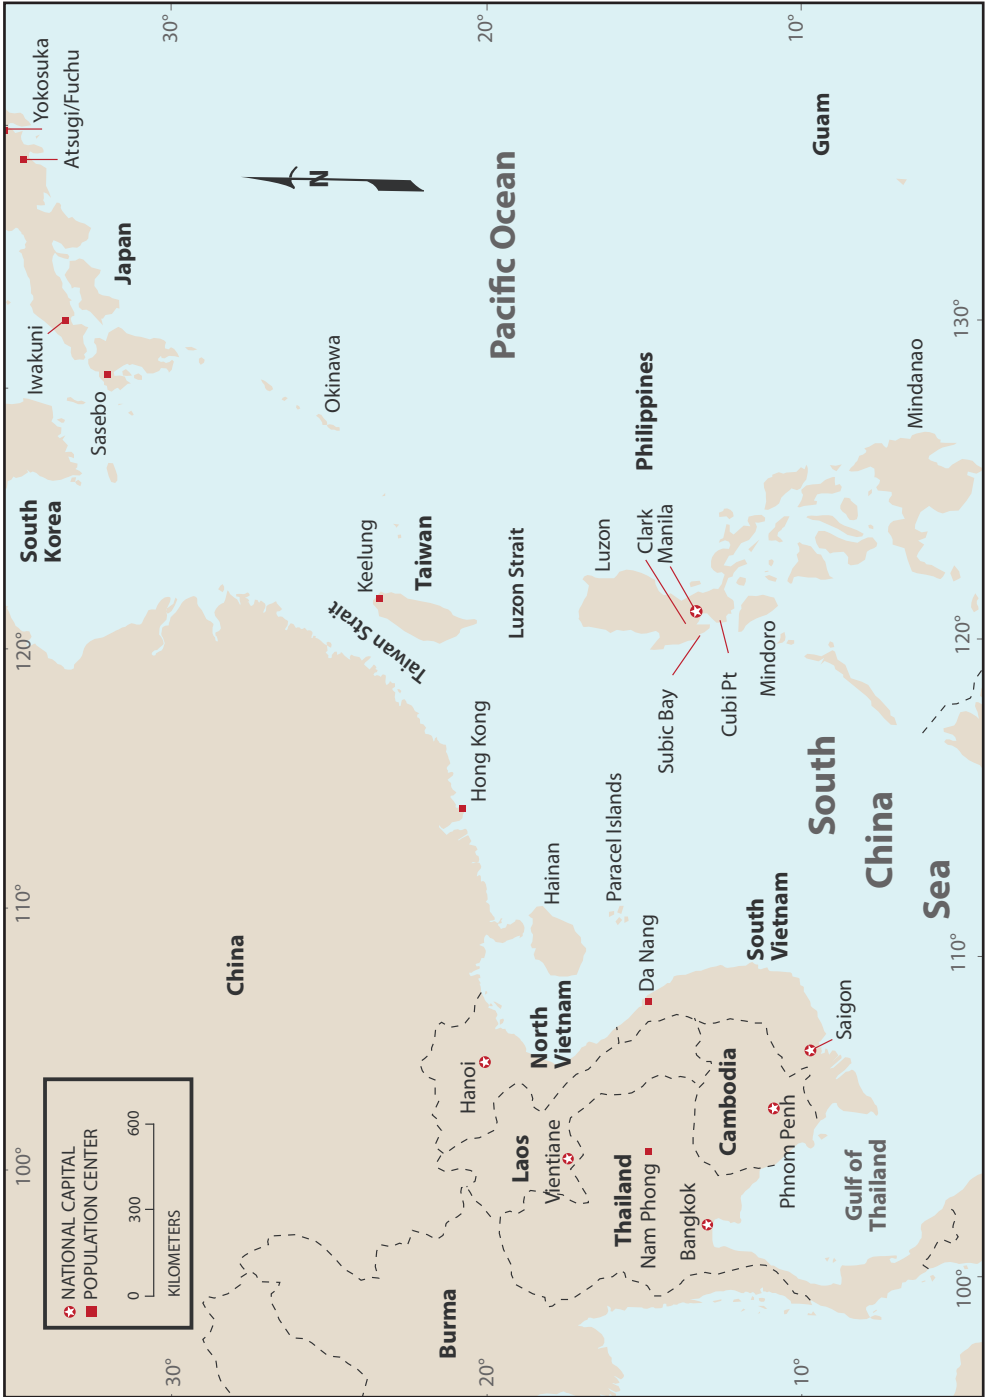 NATIONAL CAPITAL
POPULATION CENTER
0 300 600
KILOMETERS
100°
110°
120°
30°
20°
10°
30°
20°
10°
100°
110°
120°
130°
China
South
Korea
Japan
Iwakuni
Sasebo
Yokosuka
Atsugi/Fuchu
N
Okinawa
Pacific Ocean
Guam
Keelung
Taiwan
Taiwan Strait
Luzon Strait
Hong Kong
Hainan
Paracel Islands
Burma
Hanoi
North
Vietnam
Laos
Vientiane
Thailand
Nam Phong
Bangkok
Cambodia
Phnom Penh
Gulf of
Thailand
Da Nang
South
Vietnam
Saigon
South
China
Sea
Philippines
Luzon
Clark
Manila
Subic Bay
Cubi Pt
Mindoro
Mindanao